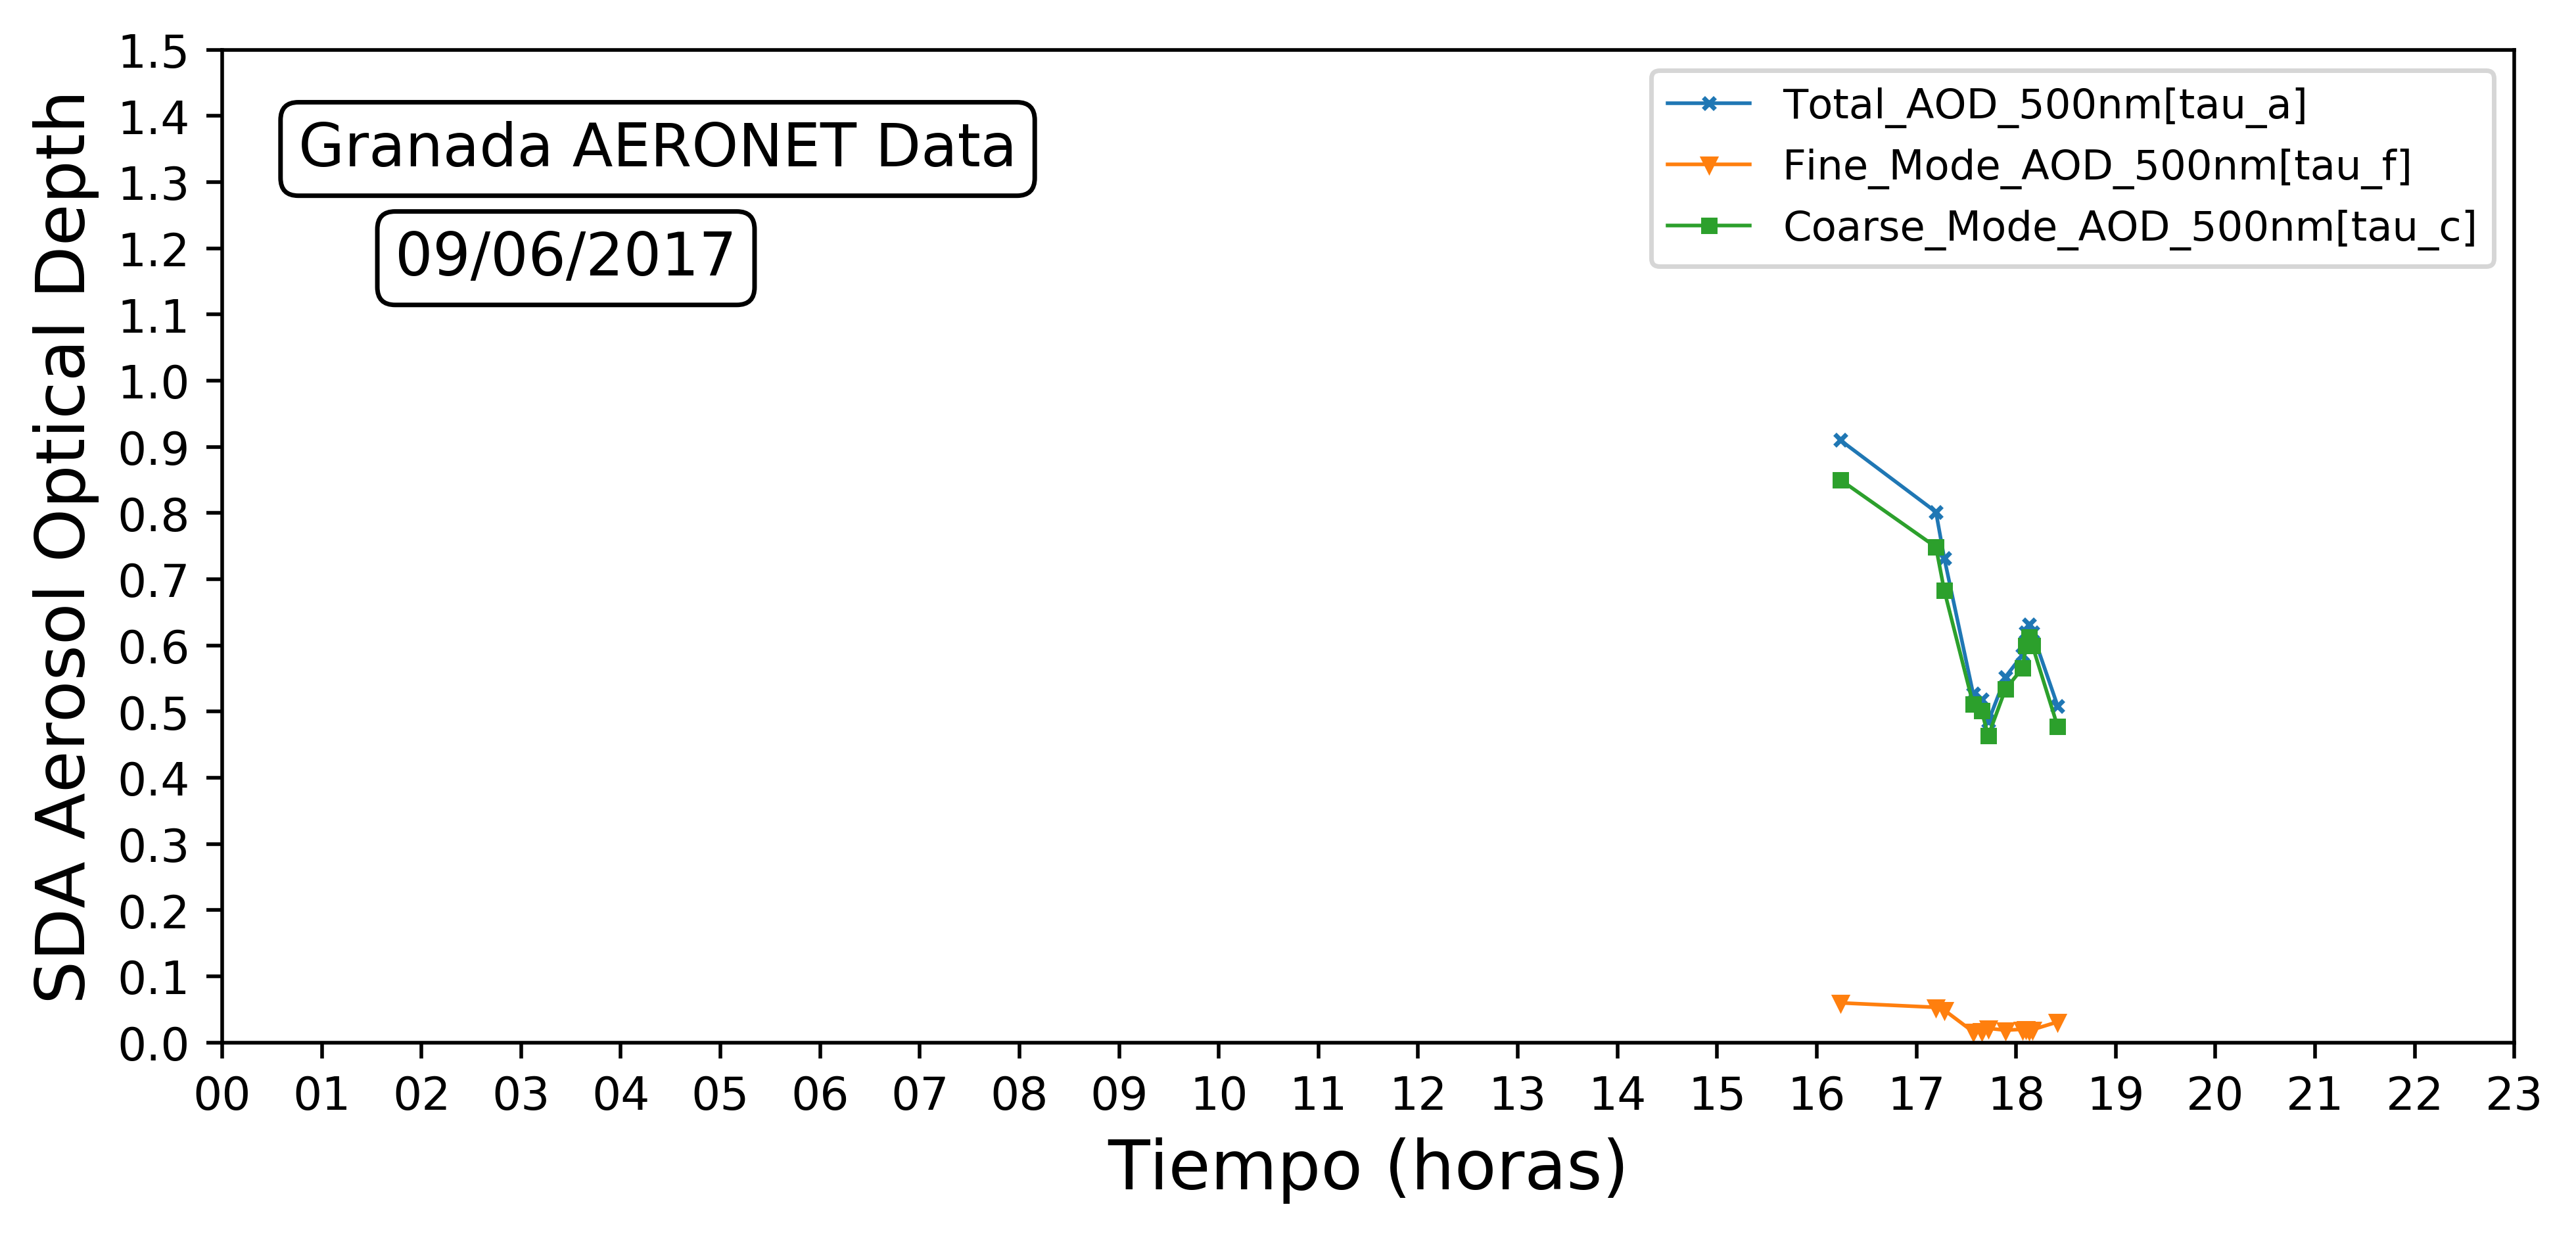 Granada AERONET Data
09/06/2017
Total_AOD_500nm[tau_a]
Fine_Mode_AOD_500nm[tau_f]
Coarse_Mode_AOD_500nm[tau_c]
SDA Aerosol Optical Depth
1.5
1.4
1.3
1.2
1.1
1.0
0.9
0.8
0.7
0.6
0.5
0.4
0.3
0.2
0.1
0.0
00 01 02 03 04 05 06 07 08 09 10 11 12 13 14 15 16 17 18 19 20 21 22 23
Tiempo (horas)